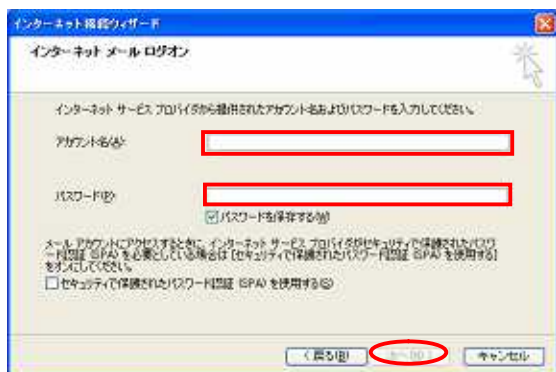 インターネット接続ウィザード
インターネット メール ログオン
インターネット サービス プロバイダから提供されたアカウント名およびパスワードを入力してください。
アカウント名(A):
パスワード(P):
パスワードを保存する(W)
メール アカウントにアクセスするときに、インターネット サービス プロバイダがセキュリティで保護されたパスワ
ード認証 (SPA) を必要としている場合は [セキュリティで保護されたパスワード認証 (SPA) を使用する]
をオンにしてください。
セキュリティで保護されたパスワード認証 (SPA) を使用する(S)
< 戻る(B)
キャンセル